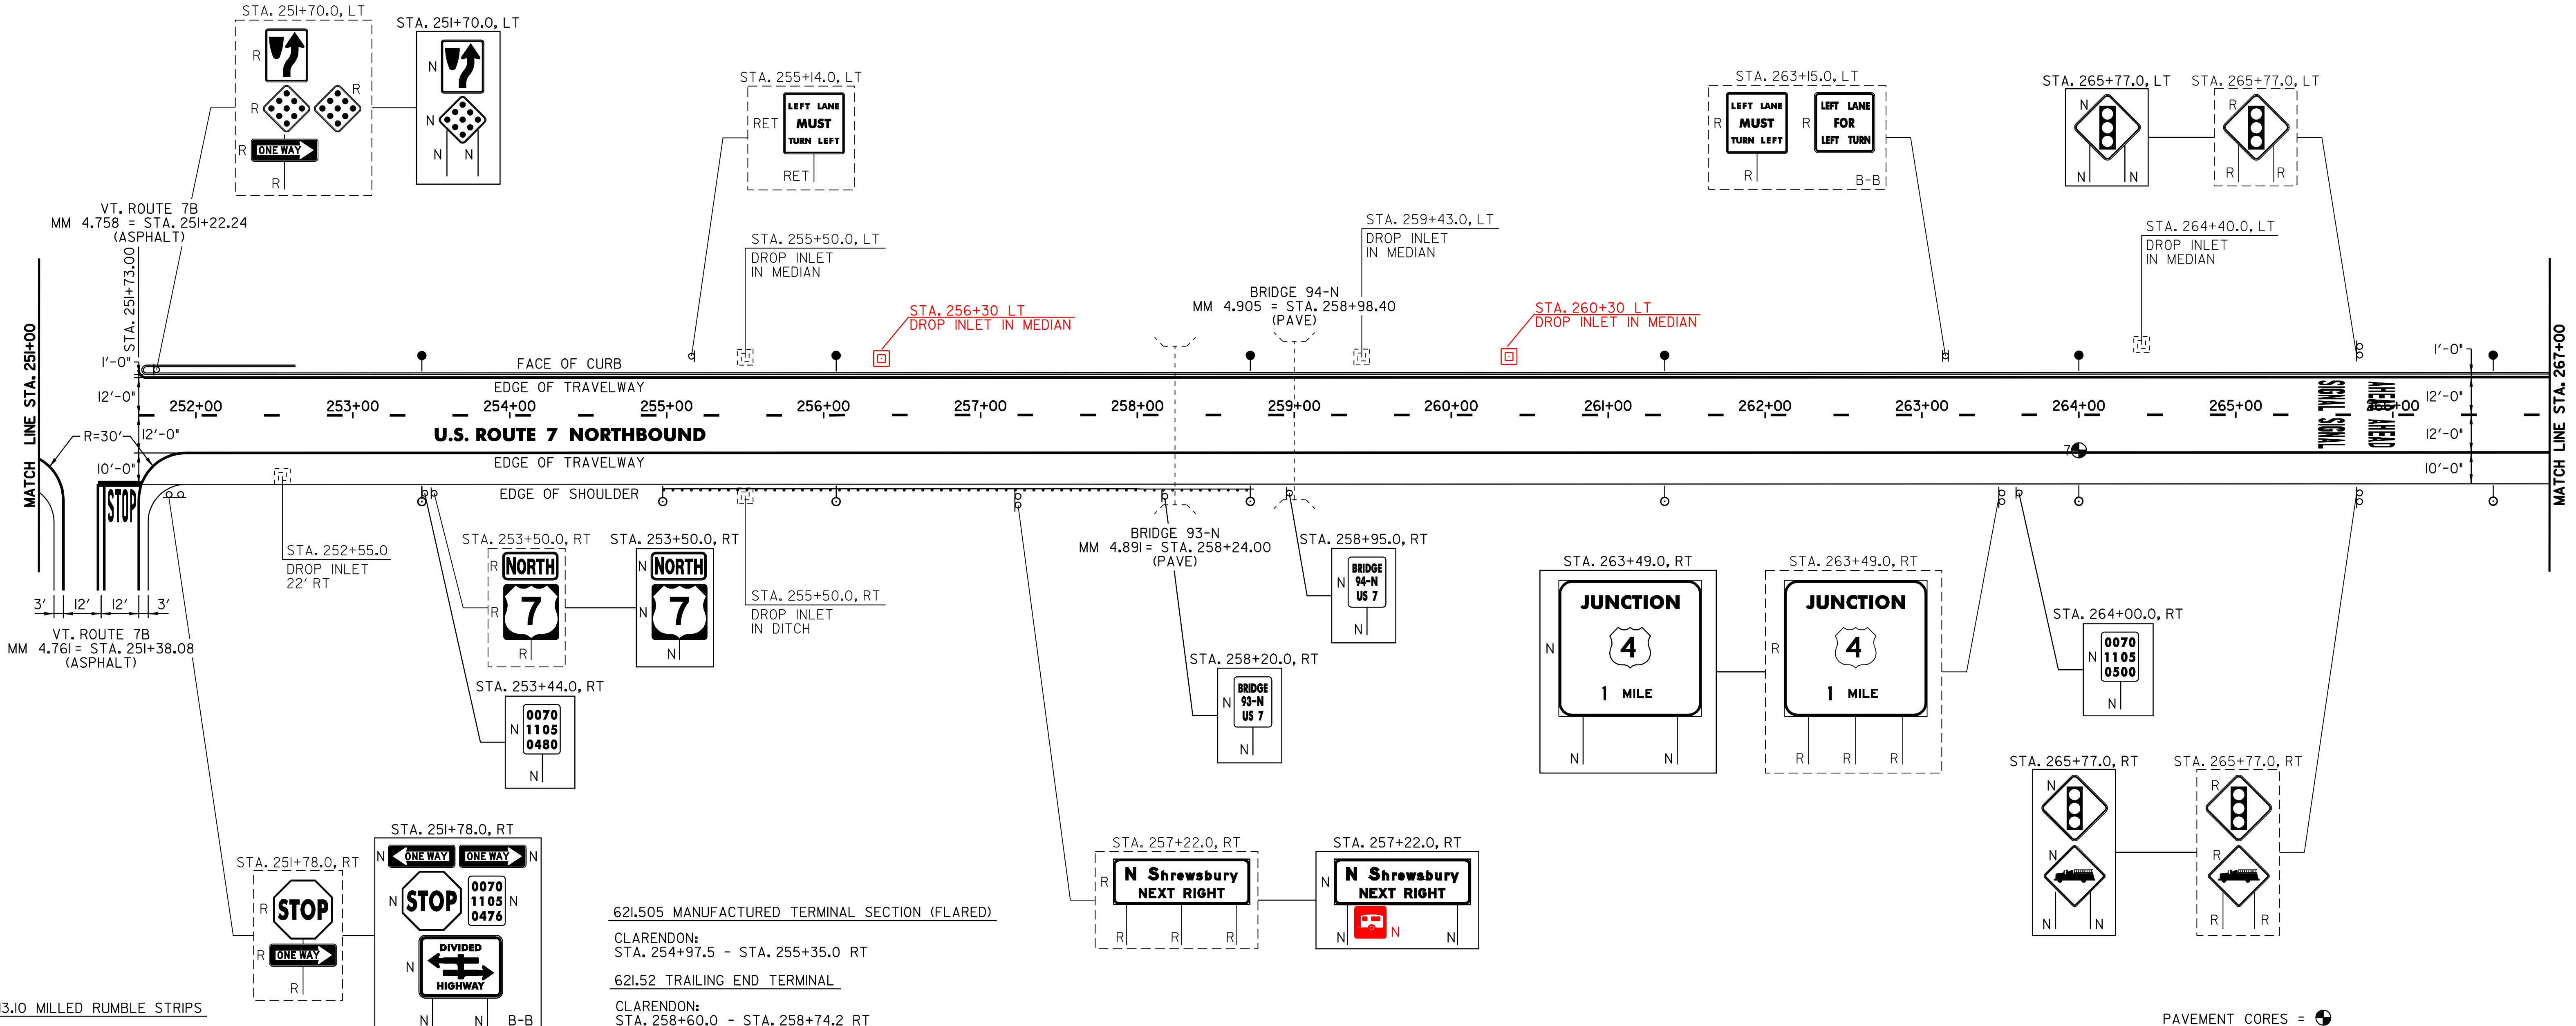 STA. 251+70.0, LT
R
R
R
R
ONE WAY
R
STA. 251+70.0, LT
N
N
N
N
STA. 255+14.0, LT
RET
LEFT LANE
MUST
TURN LEFT
RET
STA. 263+15.0, LT
R
LEFT LANE
MUST
TURN LEFT
R
R
LEFT LANE
FOR
LEFT TURN
B-B
STA. 265+77.0, LT
N
N
N
STA. 265+77.0, LT
R
R
R
VT. ROUTE 7B
MM 4.758 = STA. 251+22.24
(ASPHALT)
STA. 251+73.00
STA. 255+50.0, LT
DROP INLET
IN MEDIAN
STA. 256+30 LT
DROP INLET IN MEDIAN
BRIDGE 94-N
MM 4.905 = STA. 258+98.40
(PAVE)
STA. 259+43.0, LT
DROP INLET
IN MEDIAN
STA. 260+30 LT
DROP INLET IN MEDIAN
STA. 264+40.0, LT
DROP INLET
IN MEDIAN
MATCH LINE STA. 251+00
MATCH LINE STA. 267+00
1'-0"
FACE OF CURB
1'-0"
EDGE OF TRAVELWAY
12'-0"
12'-0"
252+00
253+00
254+00
255+00
256+00
257+00
258+00
259+00
260+00
261+00
262+00
263+00
264+00
265+00
266+00
SIGNAL SIGNAL
AHEAD AHEAD
R=30'
12'-0"
U.S. ROUTE 7 NORTHBOUND
12'-0"
7
10'-0"
EDGE OF TRAVELWAY
10'-0"
EDGE OF SHOULDER
STOP
3'
12'
12'
3'
VT. ROUTE 7B
MM 4.761 = STA. 251+38.08
(ASPHALT)
STA. 252+55.0
DROP INLET
22' RT
STA. 253+50.0, RT
R
NORTH
R
7
R
STA. 253+50.0, RT
N
NORTH
N
7
N
STA. 253+44.0, RT
N
0070
1105
0480
N
STA. 255+50.0, RT
DROP INLET
IN DITCH
BRIDGE 93-N
MM 4.891 = STA. 258+24.00
(PAVE)
STA. 258+95.0, RT
N
BRIDGE
94-N
US 7
N
STA. 258+20.0, RT
N
BRIDGE
93-N
US 7
N
STA. 263+49.0, RT
N
JUNCTION
4
1 MILE
N
N
STA. 263+49.0, RT
R
JUNCTION
4
1 MILE
R
R
R
STA. 264+00.0, RT
N
0070
1105
0500
N
STA. 265+77.0, RT
N
N
N
N
STA. 265+77.0, RT
R
R
R
R
STA. 251+78.0, RT
R
STOP
R
ONE WAY
R
STA. 251+78.0, RT
N
ONE WAY
ONE WAY
N
N
STOP
0070
1105
0476
N
N
DIVIDED
HIGHWAY
N
N
B-B
STA. 257+22.0, RT
R
N Shrewsbury
NEXT RIGHT
R
R
R
STA. 257+22.0, RT
N
N Shrewsbury
NEXT RIGHT
N
N
N
621.505 MANUFACTURED TERMINAL SECTION (FLARED)
CLARENDON:
STA. 254+97.5 - STA. 255+35.0 RT
621.52 TRAILING END TERMINAL
CLARENDON:
STA. 258+60.0 - STA. 258+74.2 RT
13.10 MILLED RUMBLE STRIPS
PAVEMENT CORES =